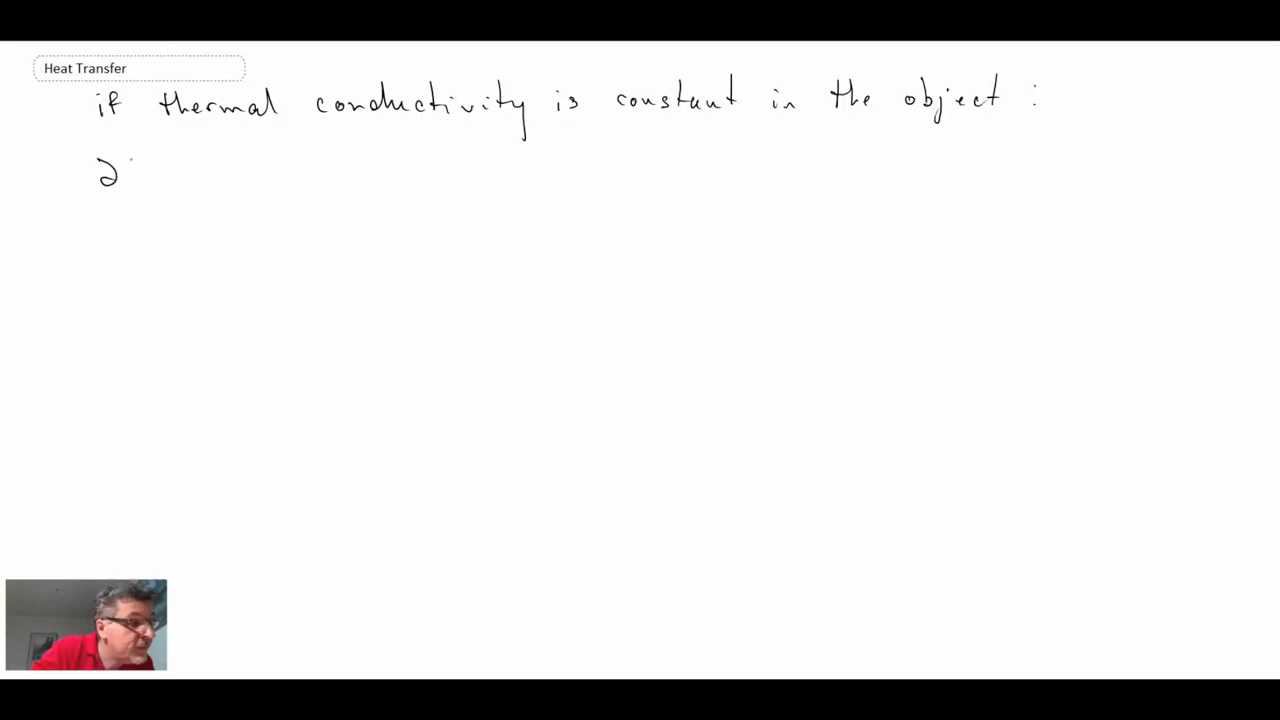 Heat Transfer
if thermal conductivity is constant in the object :
∂